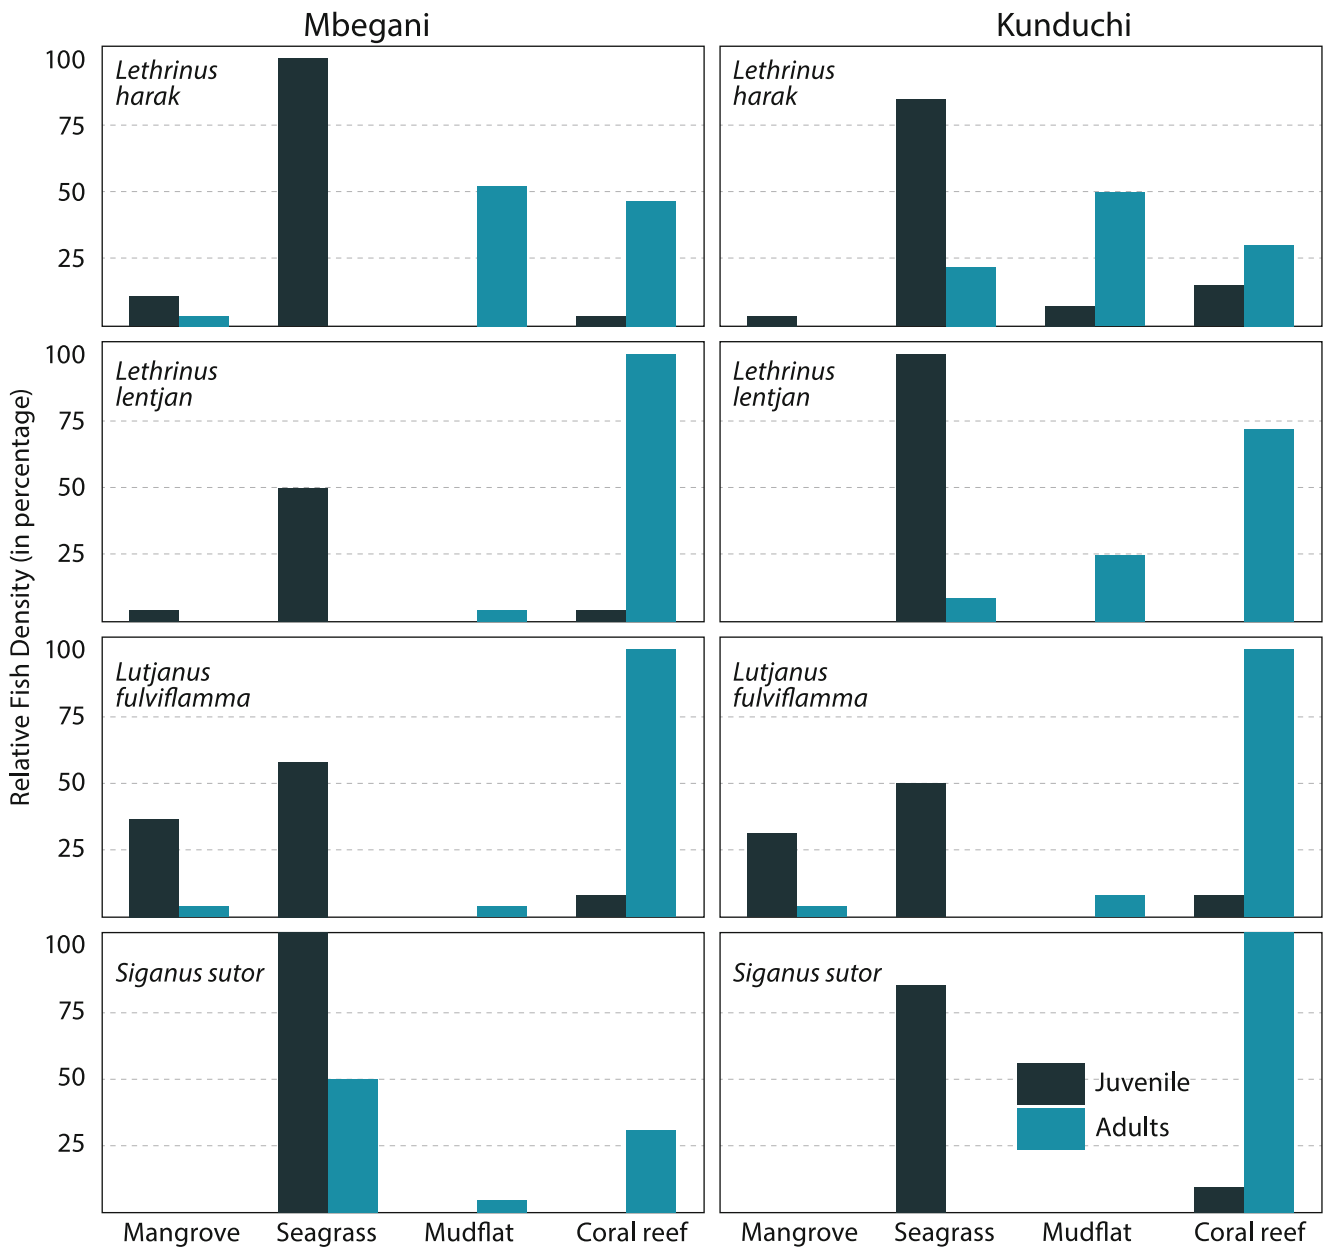 Mbegani
Kunduchi
Relative Fish Density (in percentage)
100
75
50
25
Lethrinus
harak
Lethrinus
harak
100
75
50
25
Lethrinus
lentjan
Lethrinus
lentjan
100
75
50
25
Lutjanus
fulviflamma
Lutjanus
fulviflamma
100
75
50
25
Siganus sutor
Siganus sutor
Juvenile
Adults
Mangrove Seagrass Mudflat Coral reef
Mangrove Seagrass Mudflat Coral reef